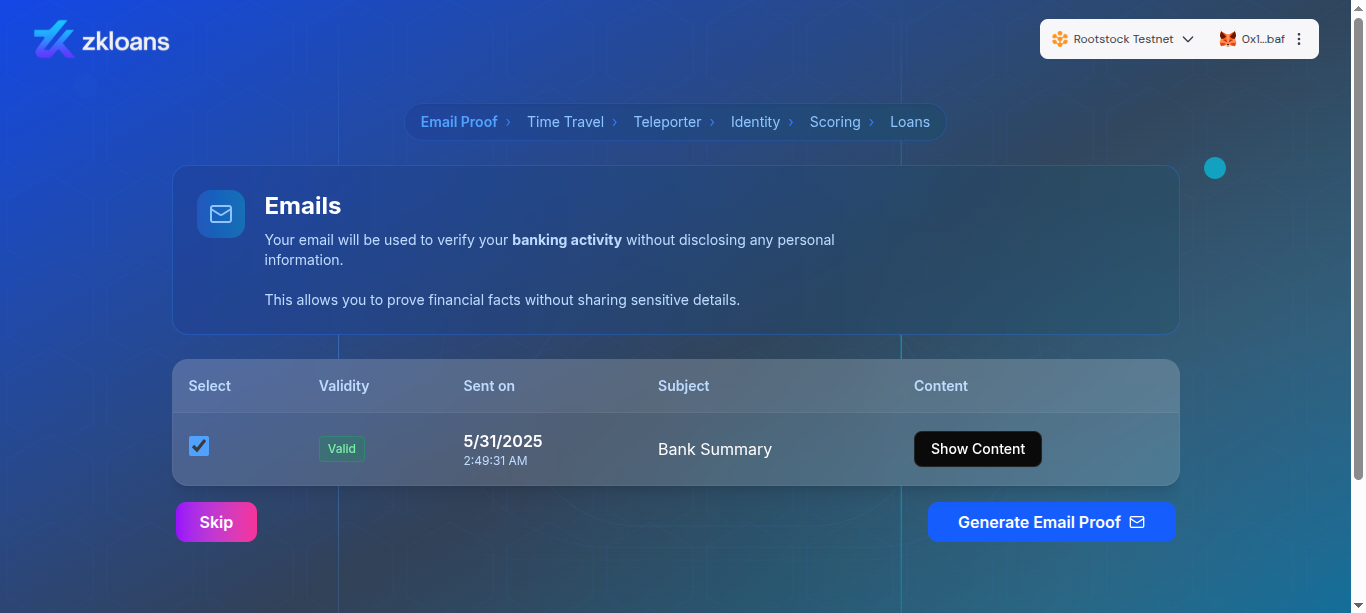 zkloans
Rootstock Testnet
0x1...baf
Email Proof › Time Travel › Teleporter › Identity › Scoring › Loans
Emails
Your email will be used to verify your banking activity without disclosing any personal
information.
This allows you to prove financial facts without sharing sensitive details.
Select Validity Sent on Subject Content
Valid 5/31/2025 Bank Summary Show Content
2:49:31 AM
Skip
Generate Email Proof